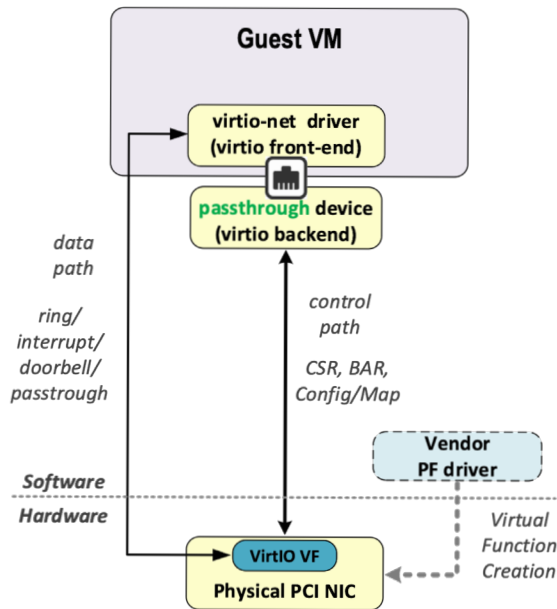 Guest VM
virtio-net driver
(virtio front-end)
passthrough device
(virtio backend)
data
path
ring/
interrupt/
doorbell/
passtrough
control
path
CSR, BAR,
Config/Map
Vendor
PF driver
Software
Hardware
Virtual
Function
Creation
VirtIO VF
Physical PCI NIC